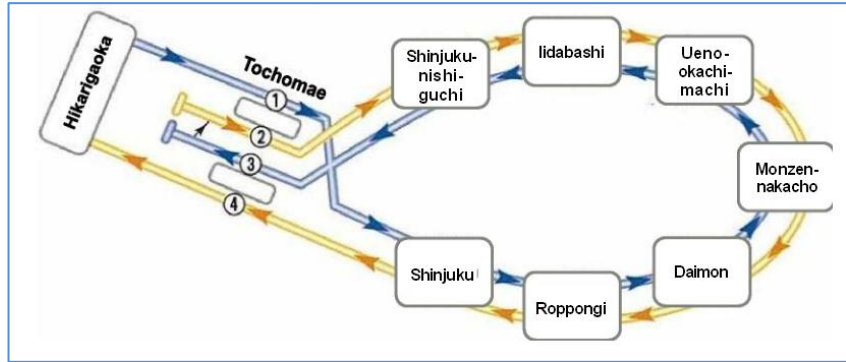 Hikarigaoka
Tochomae
1
2
3
4
Shinjuku-
nishi-
guchi
Iidabashi
Ueno-
okachi-
machi
Monzen-
nakacho
Daimon
Roppongi
Shinjuku